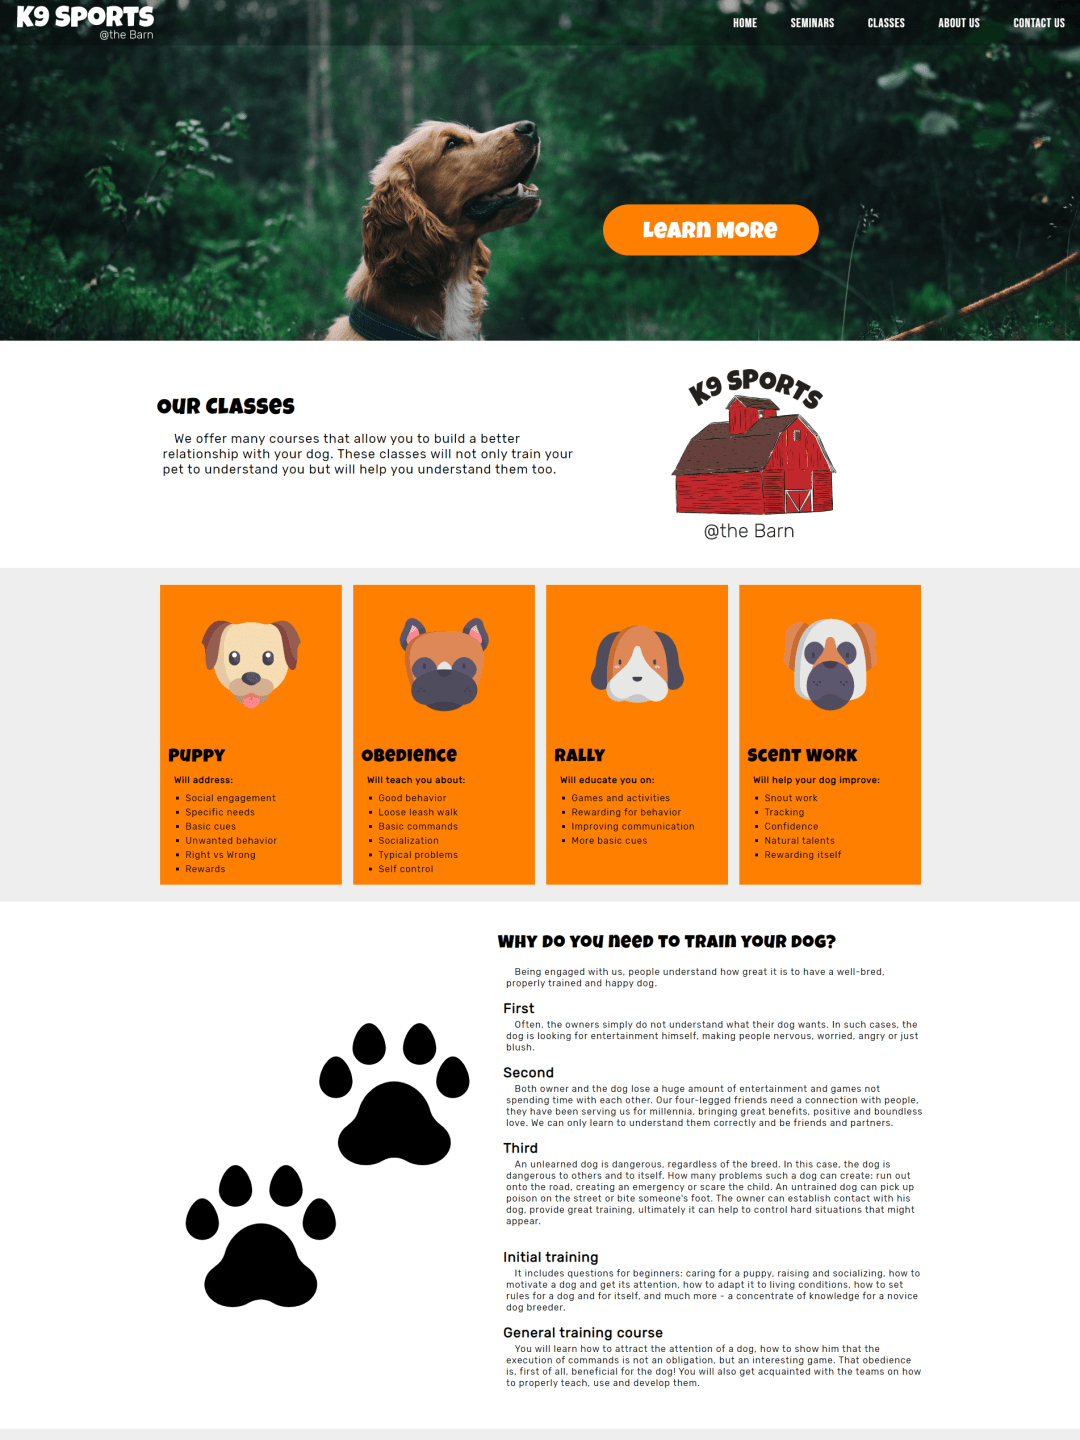 K9 SPORTS
@the Barn
HOME
SEMINARS
CLASSES
ABOUT US
CONTACT US
Learn More
Our Classes
We offer many courses that allow you to build a better
relationship with your dog. These classes will not only train your
pet to understand you but will help you understand them too.
K9 SPORTS
@the Barn
Puppy
Will address:
Social engagement
Specific needs
Basic cues
Unwanted behavior
Right vs Wrong
Rewards
Obedience
Will teach you about:
Good behavior
Loose leash walk
Basic commands
Socialization
Typical problems
Self control
Rally
Will educate you on:
Games and activities
Rewarding for behavior
Improving communication
More basic cues
Scent Work
Will help your dog improve:
Snout work
Tracking
Confidence
Natural talents
Rewarding itself
Why do you need to train your dog?
Being engaged with us, people understand how great it is to have a well-bred,
properly trained and happy dog.
First
Often, the owners simply do not understand what their dog wants. In such cases, the
dog is looking for entertainment himself, making people nervous, worried, angry or just
blush.
Second
Both owner and the dog lose a huge amount of entertainment and games not
spending time with each other. Our four-legged friends need a connection with people,
they have been serving us for millennia, bringing great benefits, positive and boundless
love. We can only learn to understand them correctly and be friends and partners.
Third
An unlearned dog is dangerous, regardless of the breed. In this case, the dog is
dangerous to others and to itself. How many problems such a dog can create: run out
onto the road, creating an emergency or scare the child. An untrained dog can pick up
poison on the street or bite someone's foot. The owner can establish contact with his
dog, provide great training, ultimately it can help to control hard situations that might
appear.
Initial training
It includes questions for beginners: caring for a puppy, raising and socializing, how to
motivate a dog and get its attention, how to adapt it to living conditions, how to set
rules for a dog and for itself, and much more - a concentrate of knowledge for a novice
dog breeder.
General training course
You will learn how to attract the attention of a dog, how to show him that the
execution of commands is not an obligation, but an interesting game. That obedience
is, first of all, beneficial for the dog! You will also get acquainted with the teams on how
to properly teach, use and develop them.